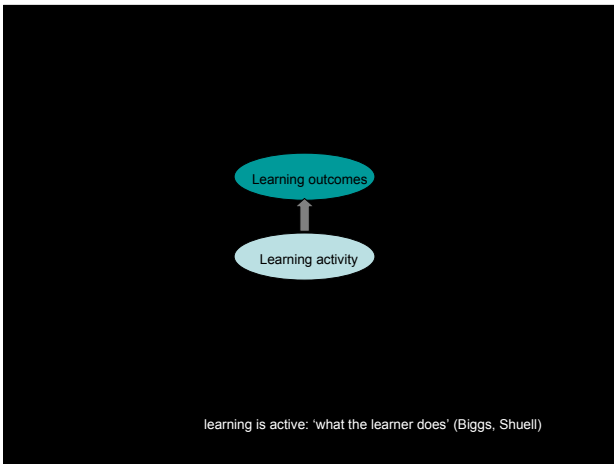 Learning outcomes
Learning activity
learning is active: ‘what the learner does’ (Biggs, Shuell)